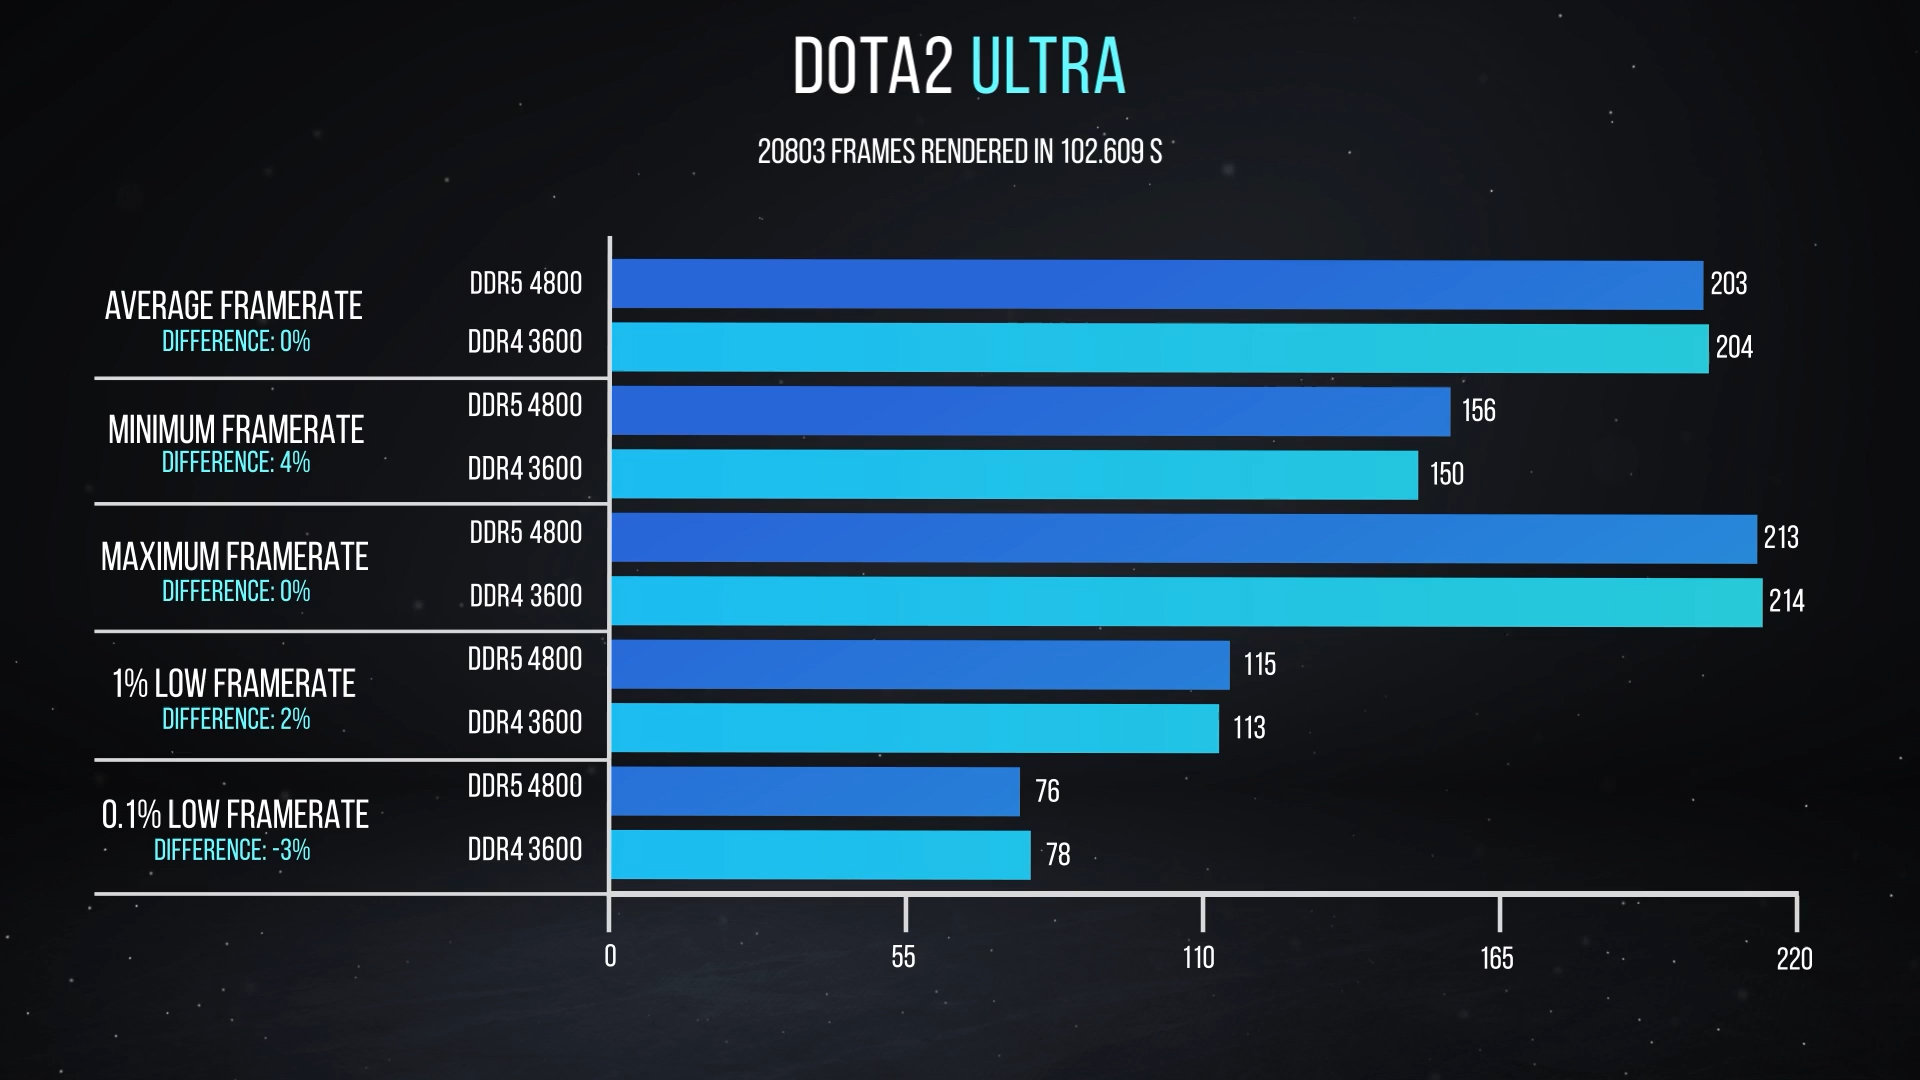 DOTA2 ULTRA
20803 FRAMES RENDERED IN 102.609 S
AVERAGE FRAMERATE
DIFFERENCE: 0%
DDR5 4800
203
DDR4 3600
204
MINIMUM FRAMERATE
DIFFERENCE: 4%
DDR5 4800
156
DDR4 3600
150
MAXIMUM FRAMERATE
DIFFERENCE: 0%
DDR5 4800
213
DDR4 3600
214
1% LOW FRAMERATE
DIFFERENCE: 2%
DDR5 4800
115
DDR4 3600
113
0.1% LOW FRAMERATE
DIFFERENCE: -3%
DDR5 4800
76
DDR4 3600
78
0 55 110 165 220